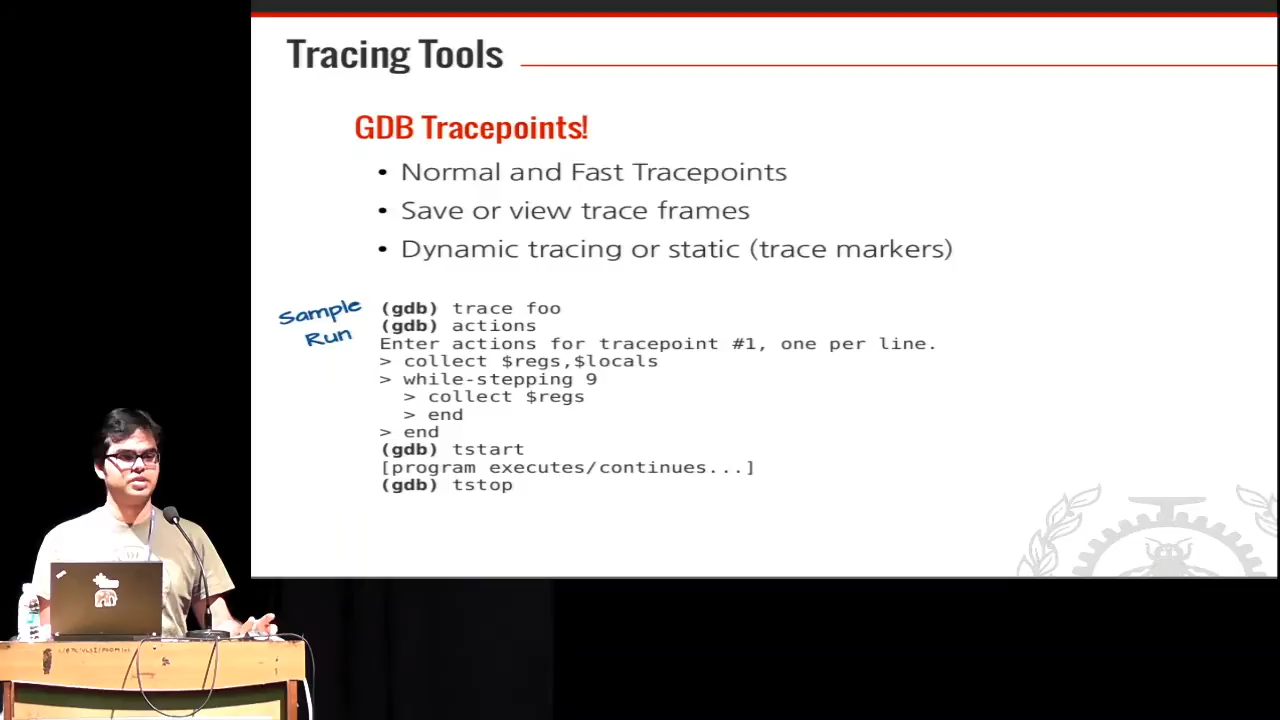 Tracing Tools
GDB Tracepoints!
• Normal and Fast Tracepoints
• Save or view trace frames
• Dynamic tracing or static (trace markers)
Sample
Run
(gdb) trace foo
(gdb) actions
Enter actions for tracepoint #1, one per line.
> collect $regs,$locals
> while-stepping 9
> collect $regs
> end
> end
(gdb) tstart
[program executes/continues...]
(gdb) tstop